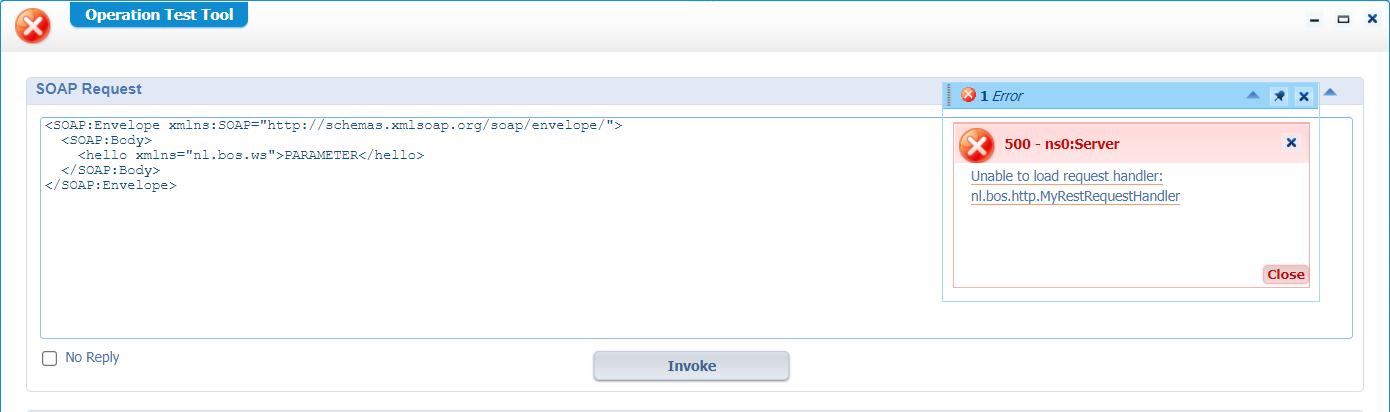 Operation Test Tool
SOAP Request
<SOAP:Envelope xmlns:SOAP="http://schemas.xmlsoap.org/soap/envelope/">
  <SOAP:Body>
    <hello xmlns="nl.bos.ws">PARAMETER</hello>
  </SOAP:Body>
</SOAP:Envelope>
1 Error
500 - ns0:Server
Unable to load request handler:
nl.bos.http.MyRestRequestHandler
Close
No Reply
Invoke